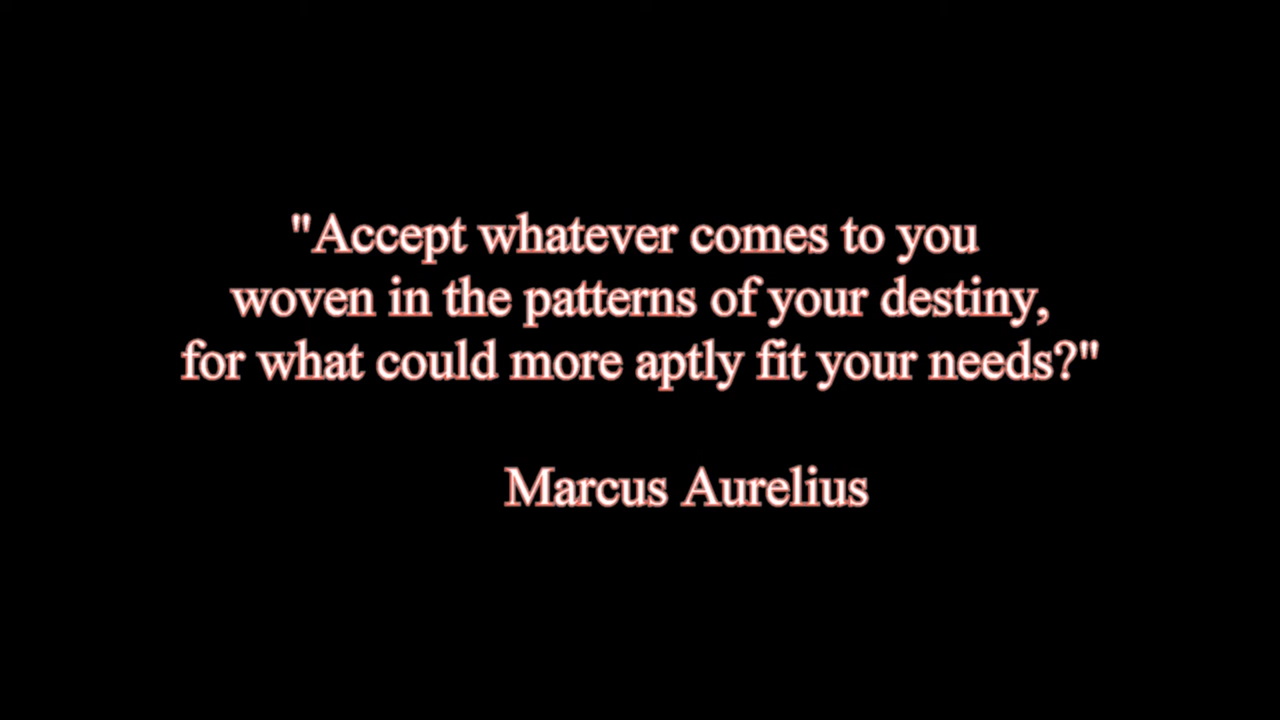 "Accept whatever comes to you
woven in the patterns of your destiny,
for what could more aptly fit your needs?"
Marcus Aurelius